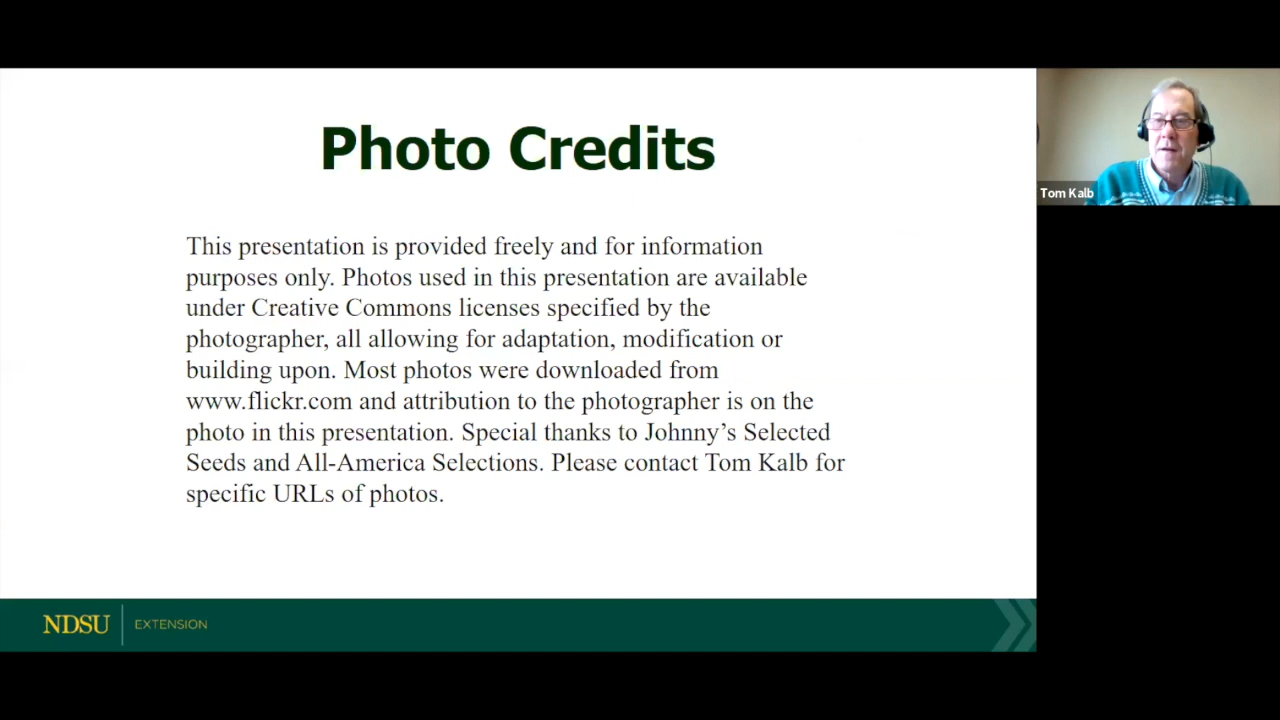 Photo Credits
This presentation is provided freely and for information
purposes only. Photos used in this presentation are available
under Creative Commons licenses specified by the
photographer, all allowing for adaptation, modification or
building upon. Most photos were downloaded from
www.flickr.com and attribution to the photographer is on the
photo in this presentation. Special thanks to Johnny’s Selected
Seeds and All-America Selections. Please contact Tom Kalb for
specific URLs of photos.
NDSU EXTENSION
Tom Kalb